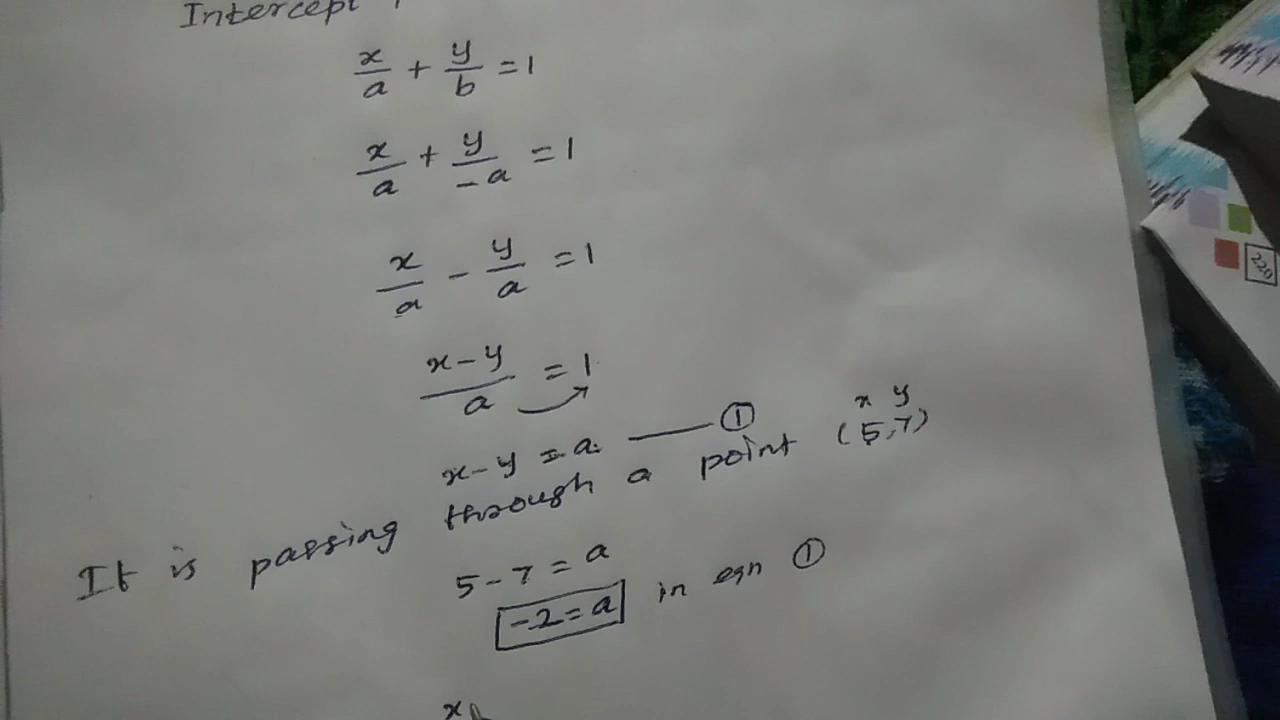 Intercept
x/a + y/b = 1
x/a + y/-a = 1
x/a - y/a = 1
x-y/a = 1
x-y = a. ①
x y
It is passing through a point (5,7)
5-7 = a
-2 = a in eqn ①
x
220